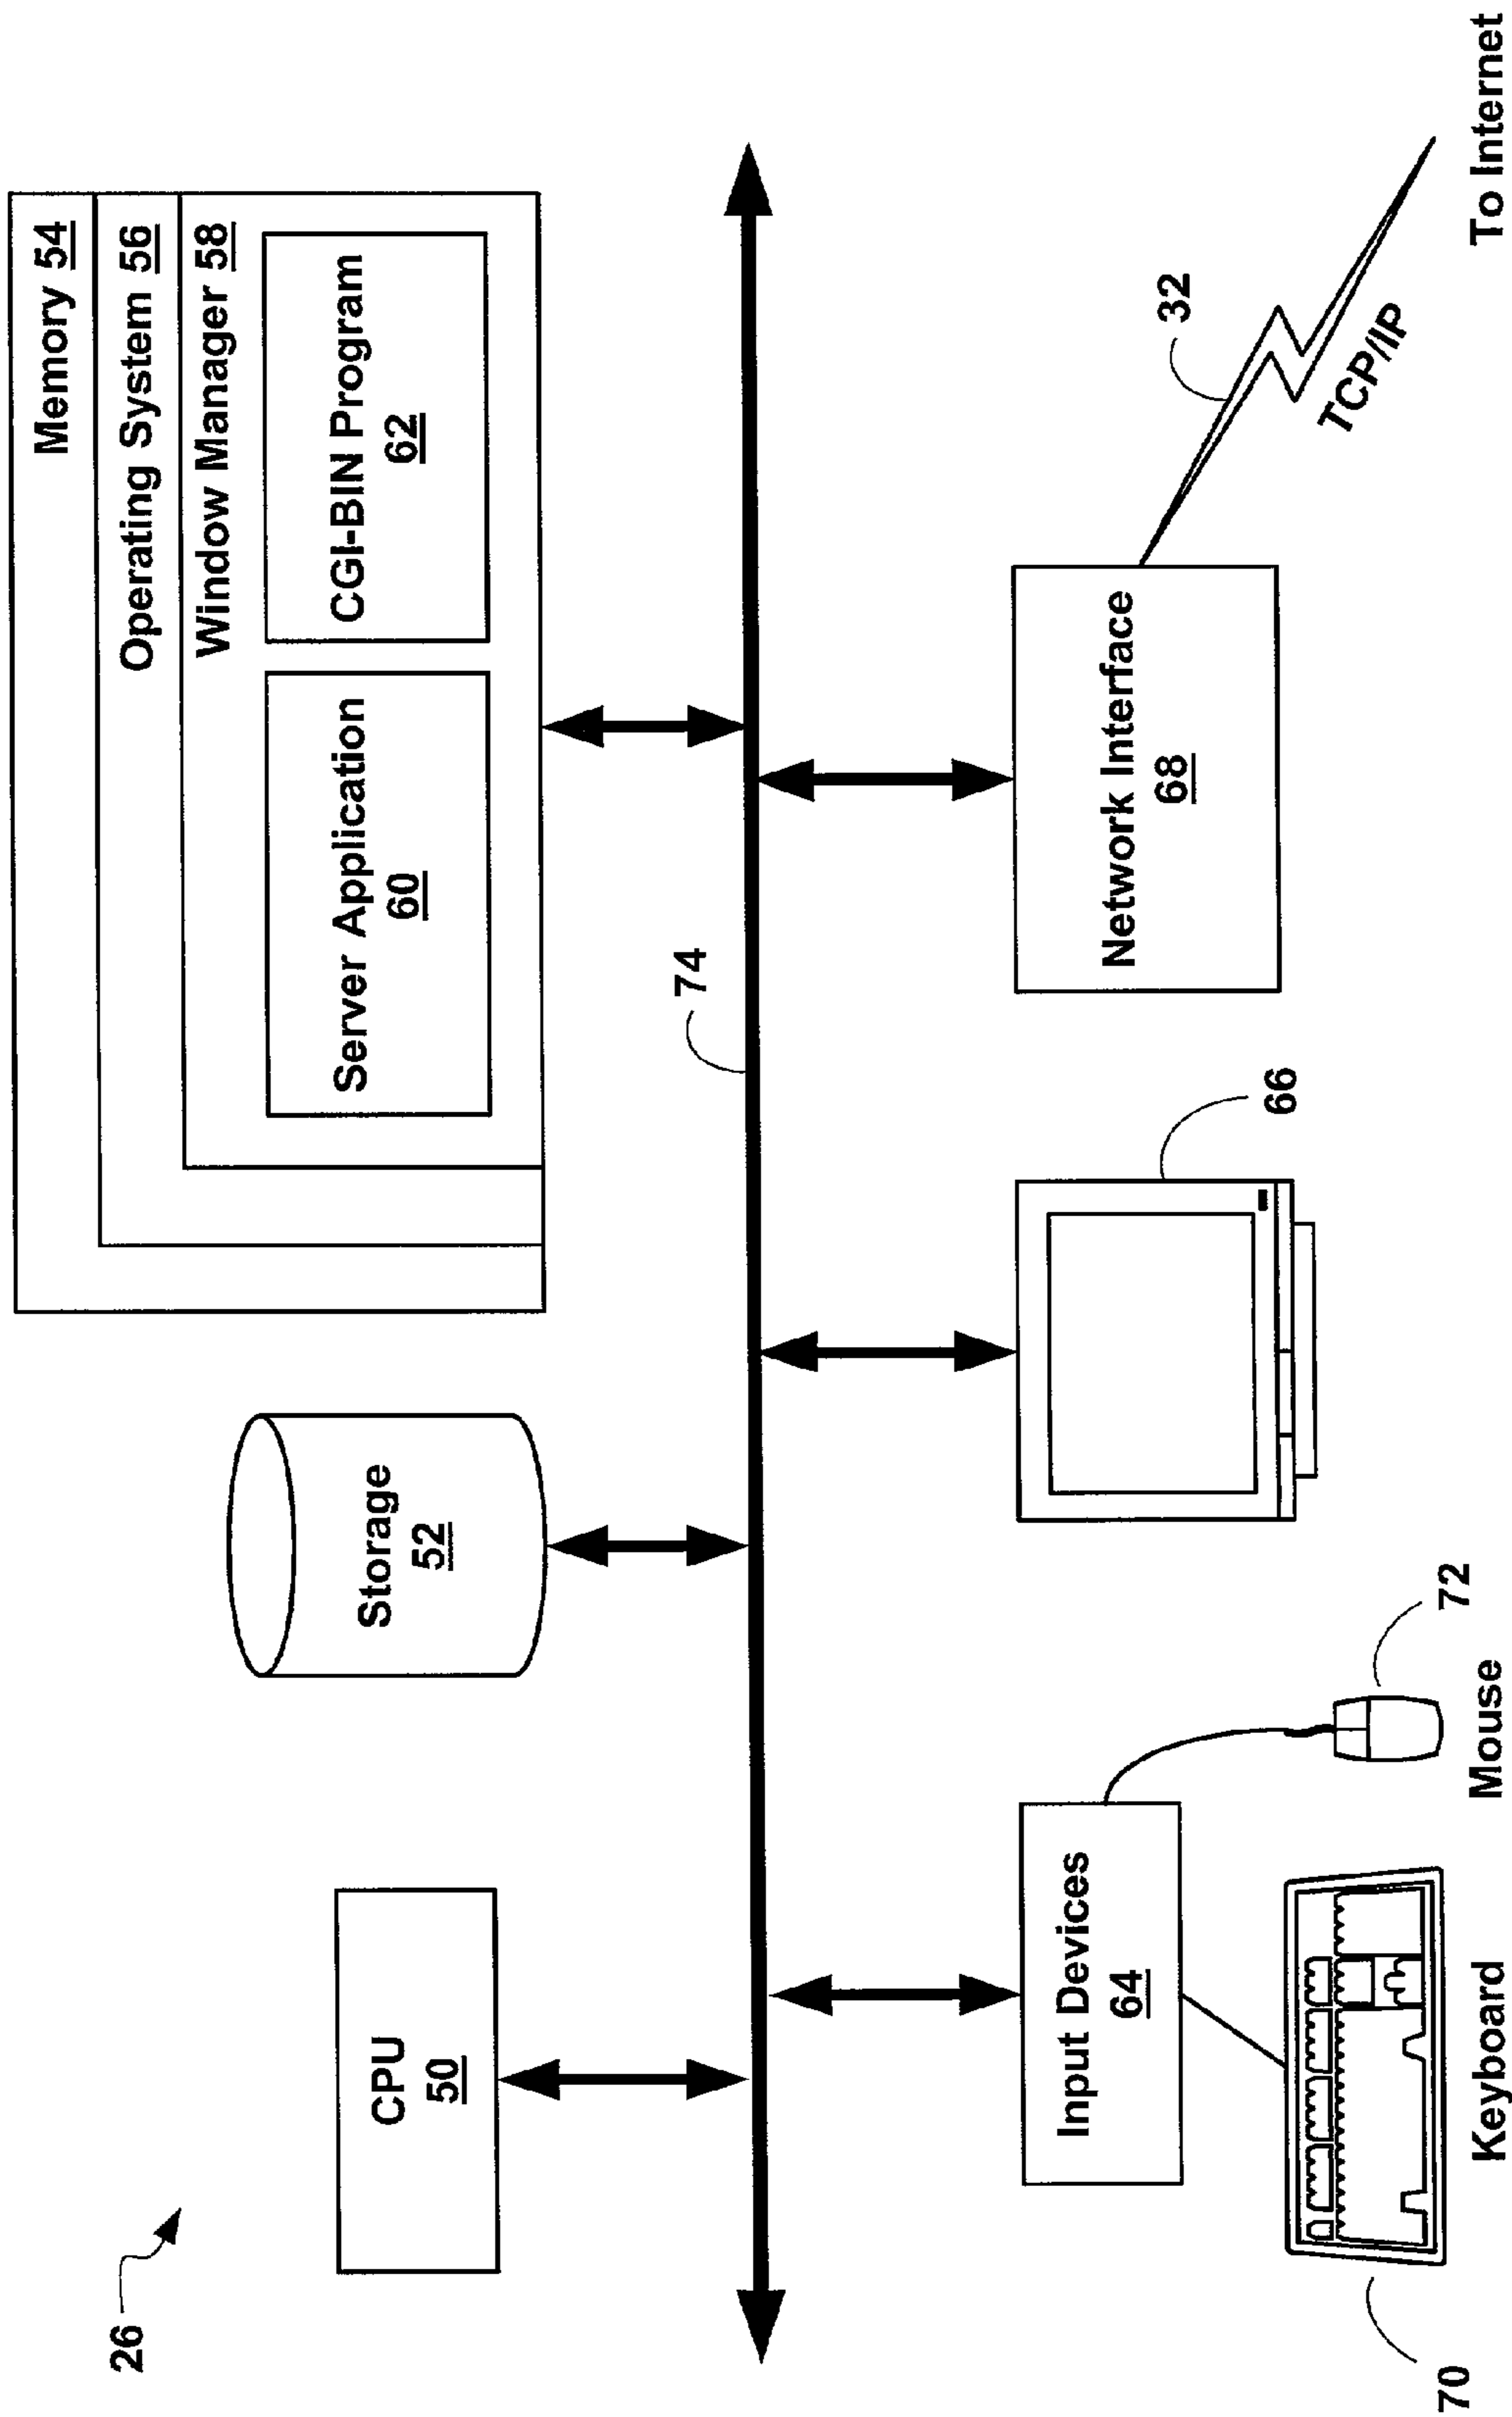 26
Memory 54
Operating System 56
Window Manager 58
Server Application
60
CGI-BIN Program
62
Storage
52
CPU
50
74
Input Devices
64
66
Network Interface
68
32
TCP/IP
To Internet
72
Mouse
Keyboard
70